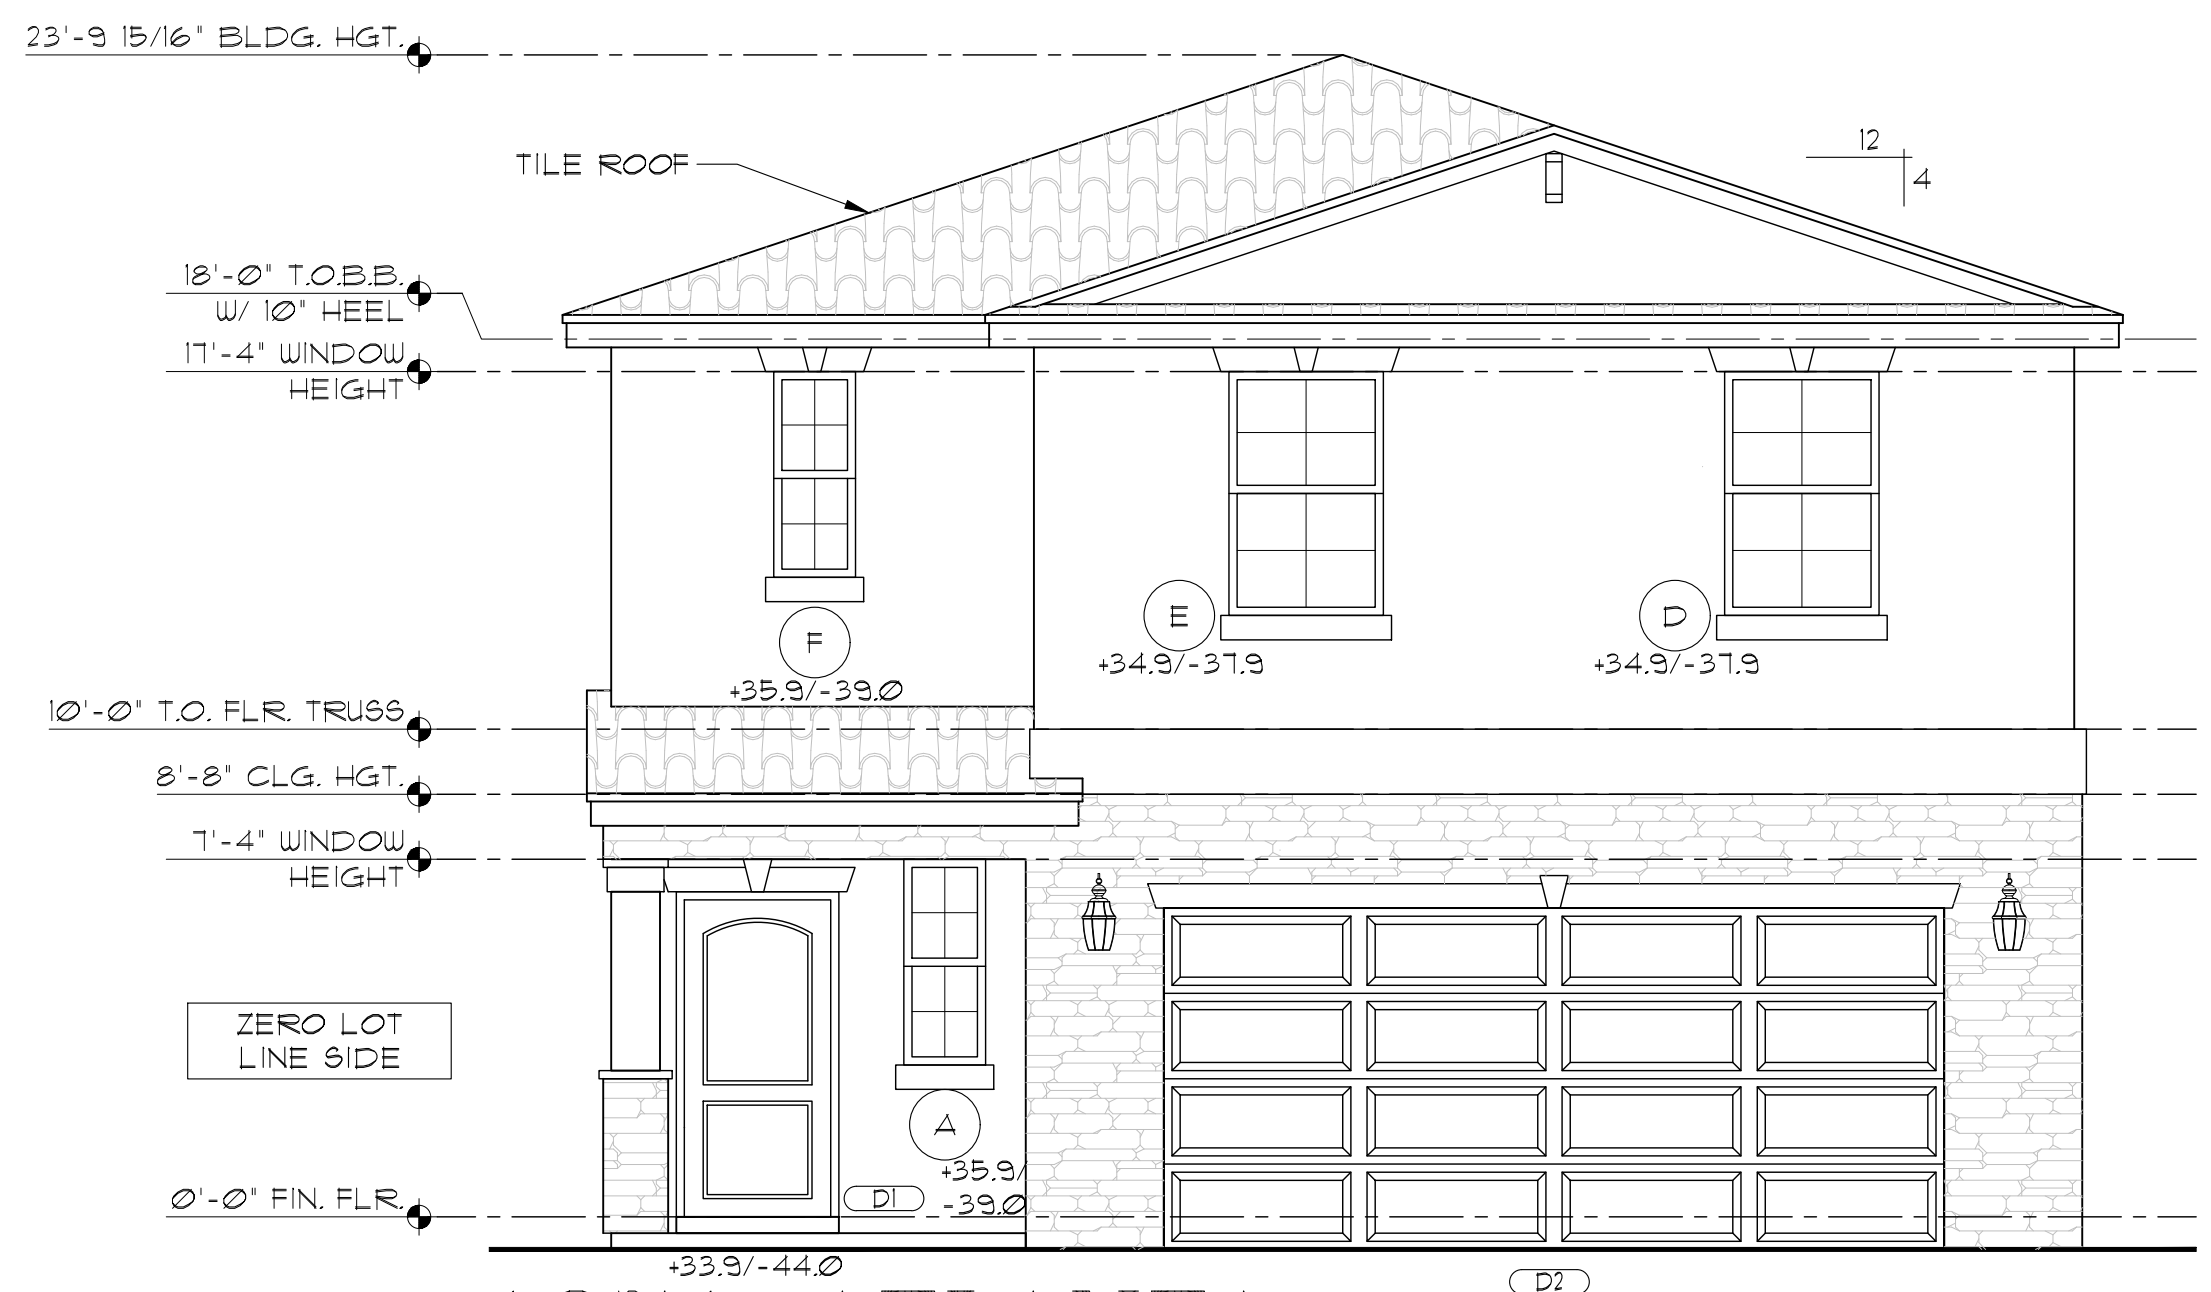 23'-9 15/16" BLDG. HGT.
TILE ROOF
12
4
18'-0" T.O.B.B.
W/ 10" HEEL
17'-4" WINDOW
HEIGHT
F
+35.9/-39.0
E
+34.9/-37.9
D
+34.9/-37.9
10'-0" T.O. FLR. TRUSS
8'-8" CLG. HGT.
7'-4" WINDOW
HEIGHT
ZERO LOT
LINE SIDE
A
+35.9/
-39.0
D1
0'-0" FIN. FLR.
+33.9/-44.0
D2